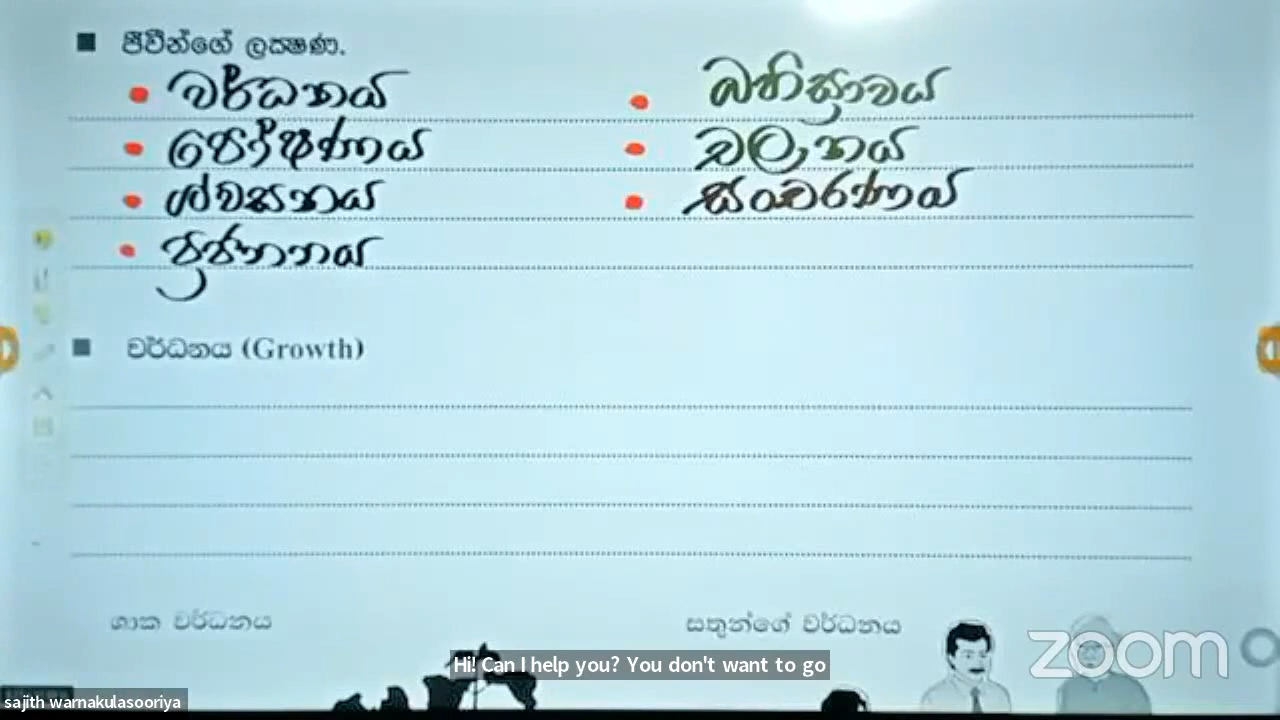 ජීවීන්ගේ ලක්ෂණ.
වර්ධනය
පෝෂණය
ශ්වසනය
ප්‍රජනනය
බහිස්‍රාවය
චලනය
සංචරණය
වර්ධනය (Growth)
ශාක වර්ධනය
සතුන්ගේ වර්ධනය
zoom
Hi! Can I help you? You don't want to go
sajith warnakulasooriya